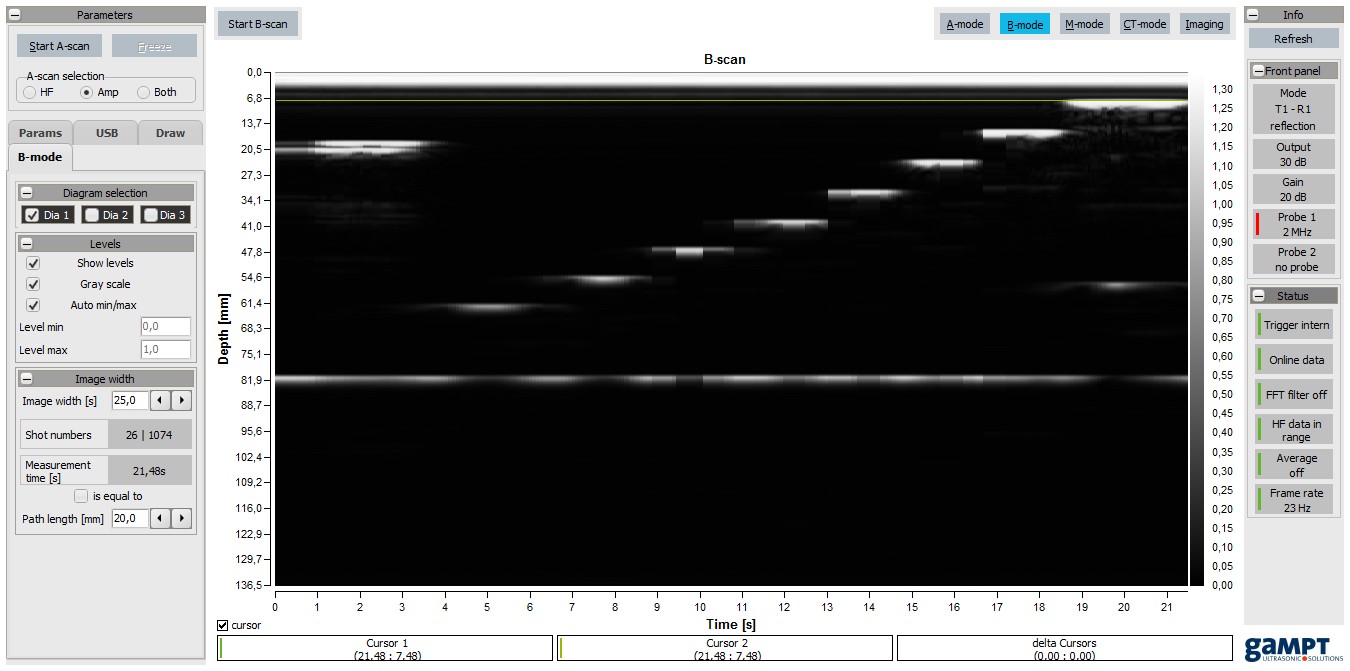 Parameters
Start A-scan
Freeze
A-scan selection
HF
Amp
Both
Params
USB
Draw
B-mode
Diagram selection
Dia 1
Dia 2
Dia 3
Levels
Show levels
Gray scale
Auto min/max
Level min
0,0
Level max
1,0
Image width
Image width [s]
25,0
Shot numbers
26 | 1074
Measurement
time [s]
21,48s
is equal to
Path length [mm]
20,0
Start B-scan
A-mode
B-mode
M-mode
CT-mode
Imaging
B-scan
Depth [mm]
0,0
6,8
13,7
20,5
27,3
34,1
41,0
47,8
54,6
61,4
68,3
75,1
81,9
88,7
95,6
102,4
109,2
116,0
122,9
129,7
136,5
0
1
2
3
4
5
6
7
8
9
10
11
12
13
14
15
16
17
18
19
20
21
Time [s]
1,30
1,25
1,20
1,15
1,10
1,05
1,00
0,95
0,90
0,85
0,80
0,75
0,70
0,65
0,60
0,55
0,50
0,45
0,40
0,35
0,30
0,25
0,20
0,15
0,10
0,05
0,00
cursor
Cursor 1
(21,48 : 7,48)
Cursor 2
(21,48 : 7,48)
delta Cursors
(0,00 : 0,00)
Info
Refresh
Front panel
Mode
T1 - R1
reflection
Output
30 dB
Gain
20 dB
Probe 1
2 MHz
Probe 2
no probe
Status
Trigger intern
Online data
FFT filter off
HF data in
range
Average
off
Frame rate
23 Hz
GAMPT
ULTRASONIC SOLUTIONS